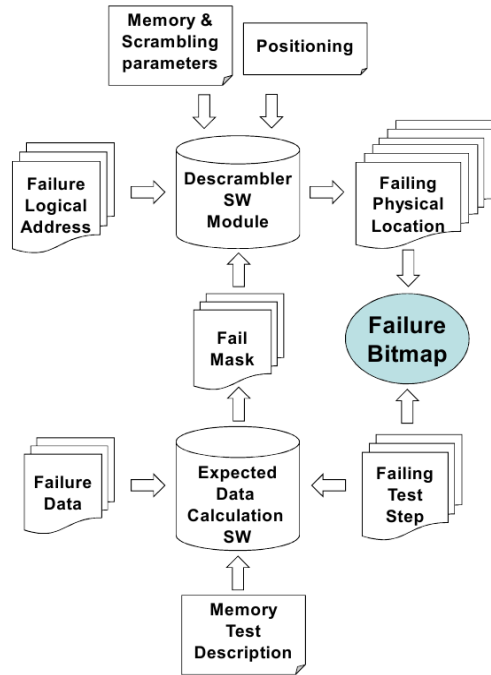 Memory &
Scrambling
parameters
Positioning
Failure
Logical
Address
Descrambler
SW
Module
Failing
Physical
Location
Fail
Mask
Failure
Bitmap
Failure
Data
Expected
Data
Calculation
SW
Failing
Test
Step
Memory
Test
Description